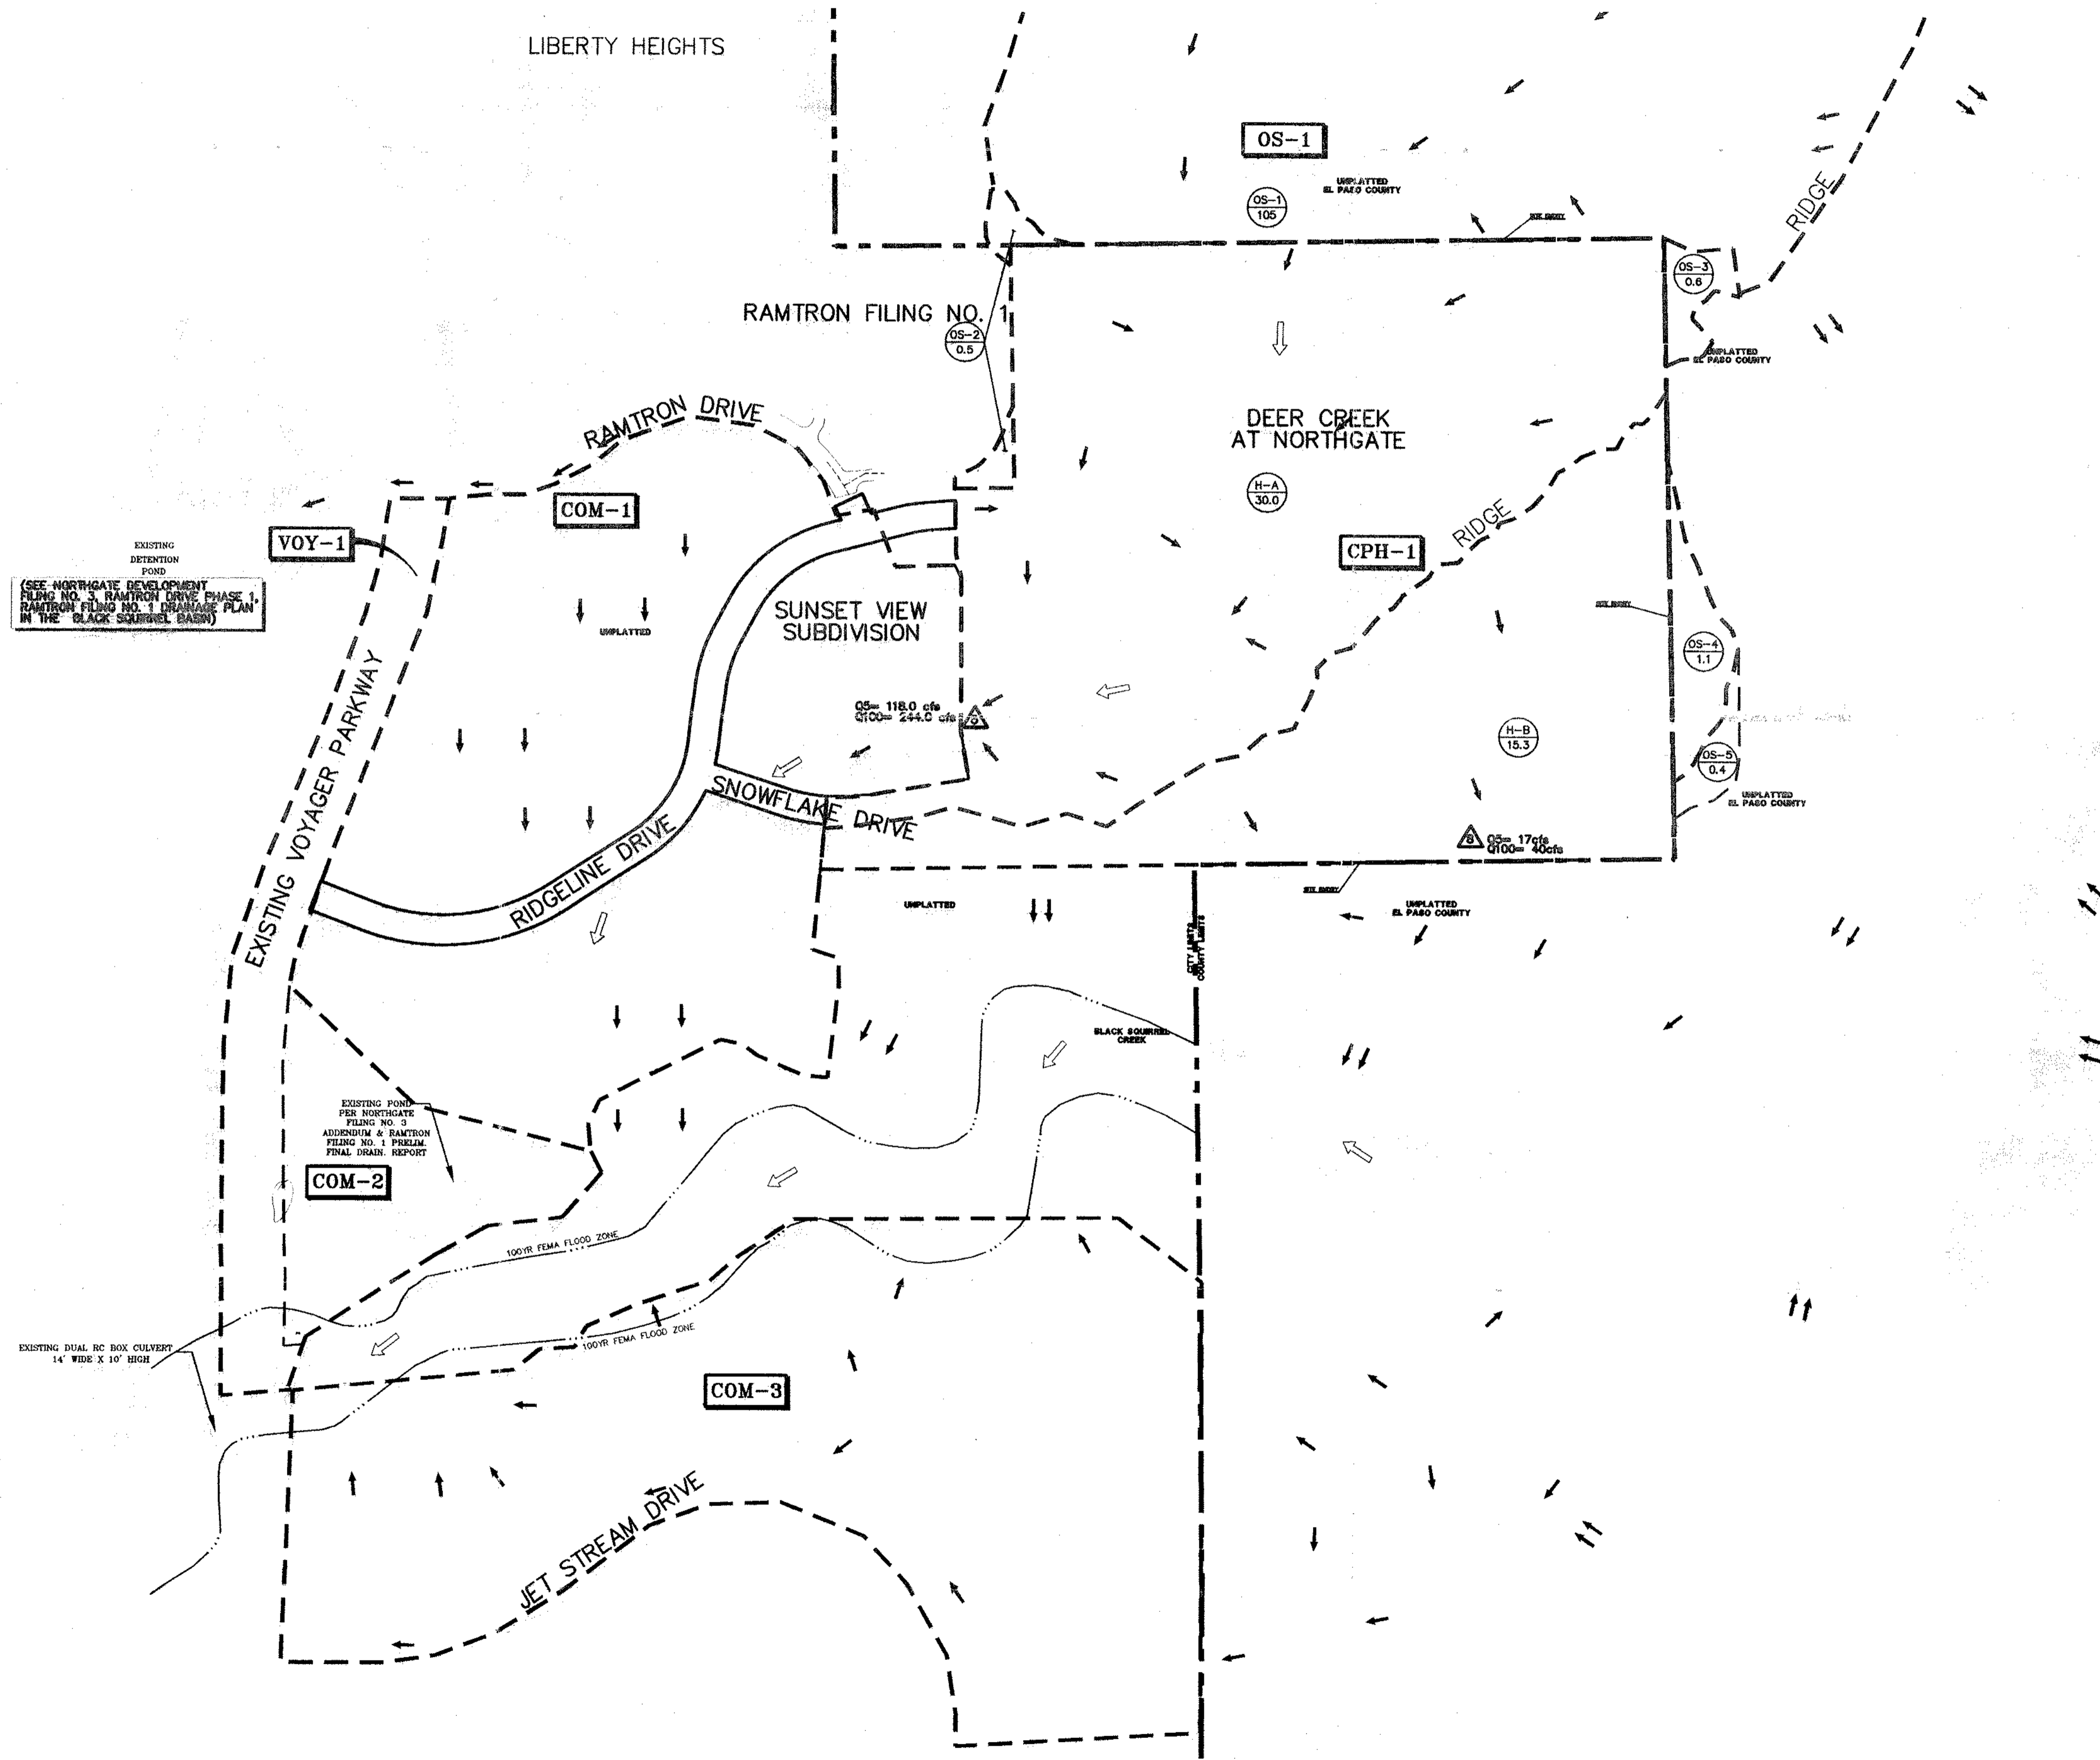 LIBERTY HEIGHTS
OS-1
UNPLATTED
EL PASO COUNTY
OS-1
105
RIDGE
OS-3
0.6
RAMTRON FILING NO. 1
OS-2
0.5
UNPLATTED
EL PASO COUNTY
RAMTRON DRIVE
DEER CREEK
AT NORTHGATE
H-A
30.0
COM-1
VOY-1
RIDGE
CPH-1
EXISTING
DETENTION
POND
(SEE NORTHGATE DEVELOPMENT
FILING NO. 3, RAMTRON DRIVE PHASE 1,
RAMTRON FILING NO. 1 DRAINAGE PLAN
IN THE BLACK SQUIRREL BASIN)
UNPLATTED
SUNSET VIEW
SUBDIVISION
OS-4
1.1
Q5= 118.0 cfs
Q100= 244.0 cfs
H-B
15.3
OS-5
0.4
UNPLATTED
EL PASO COUNTY
EXISTING VOYAGER PARKWAY
SNOWFLAKE DRIVE
RIDGELINE DRIVE
Q5= 17cfs
Q100= 40cfs
UNPLATTED
UNPLATTED
EL PASO COUNTY
CITY LIMITS
COUNTY LIMITS
BLACK SQUIRREL
CREEK
EXISTING POND
PER NORTHGATE
FILING NO. 3
ADDENDUM & RAMTRON
FILING NO. 1 PRELIM.
FINAL DRAIN. REPORT
COM-2
100YR FEMA FLOOD ZONE
100YR FEMA FLOOD ZONE
EXISTING DUAL RC BOX CULVERT
14' WIDE X 10' HIGH
COM-3
JET STREAM DRIVE